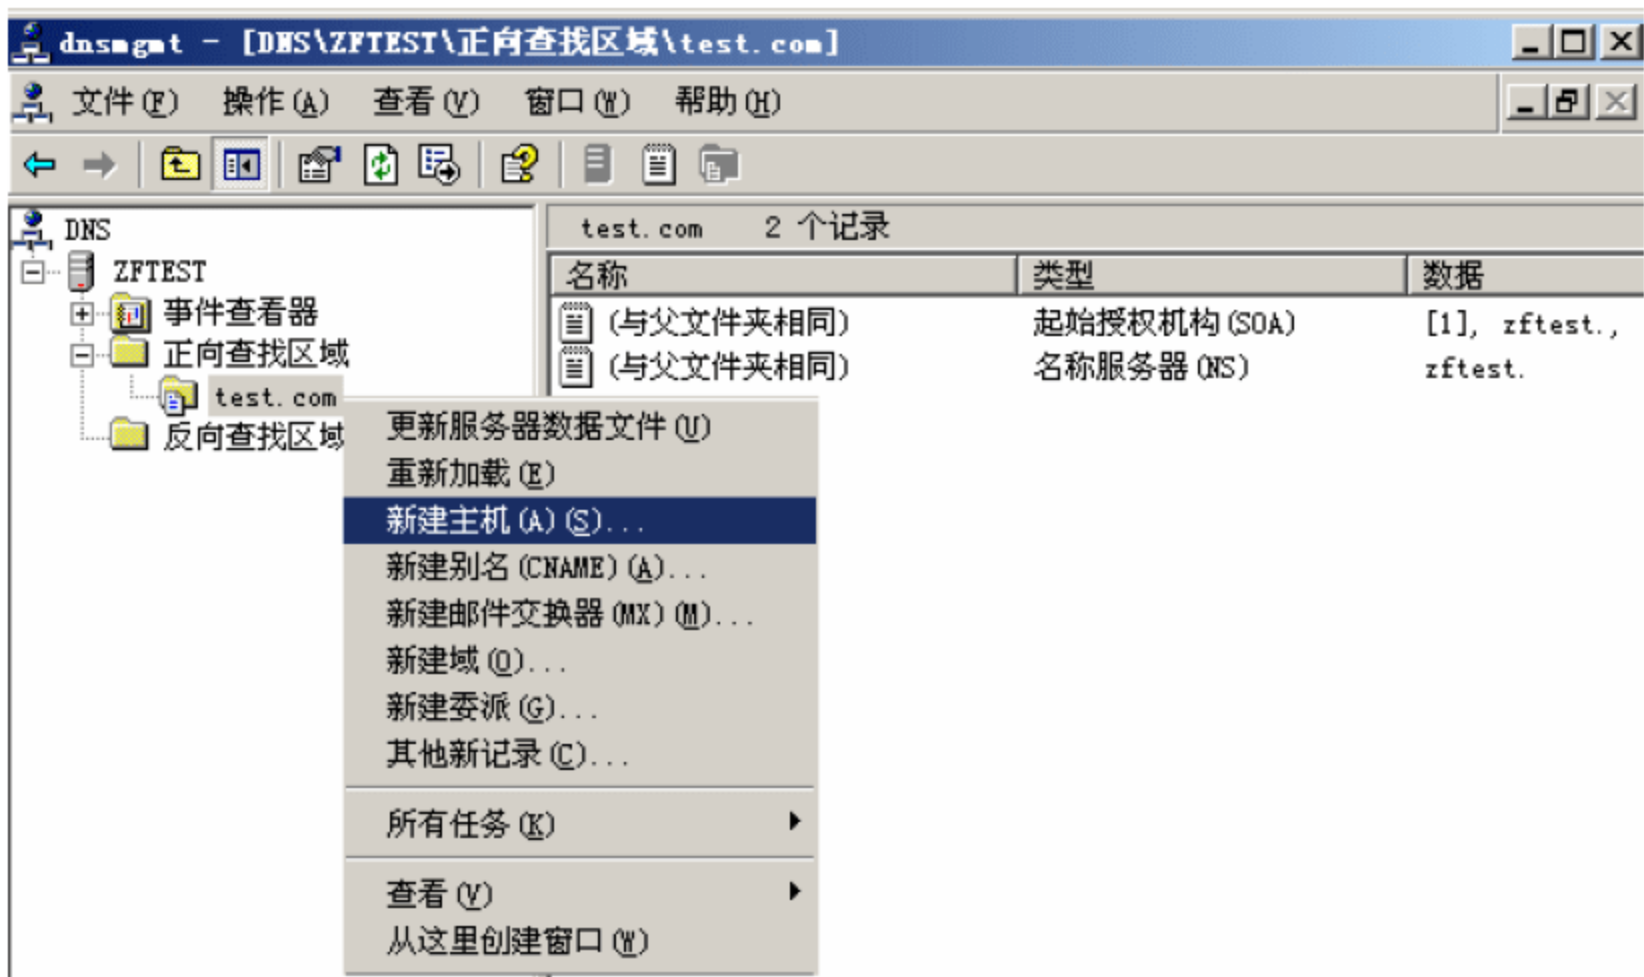 dnsmgmt - [DNS\ZFTEST\正向查找区域\test.com]
文件(F) 操作(A) 查看(V) 窗口(W) 帮助(H)
DNS
ZFTEST
事件查看器
正向查找区域
test.com
反向查找区域
test.com 2 个记录
名称 类型 数据
(与父文件夹相同) 起始授权机构(SOA) [1], zftest.,
(与父文件夹相同) 名称服务器(NS) zftest.
更新服务器数据文件(U)
重新加载(E)
新建主机(A)(S)...
新建别名(CNAME)(A)...
新建邮件交换器(MX)(M)...
新建域(O)...
新建委派(G)...
其他新记录(C)...
所有任务(K)
查看(V)
从这里创建窗口(W)